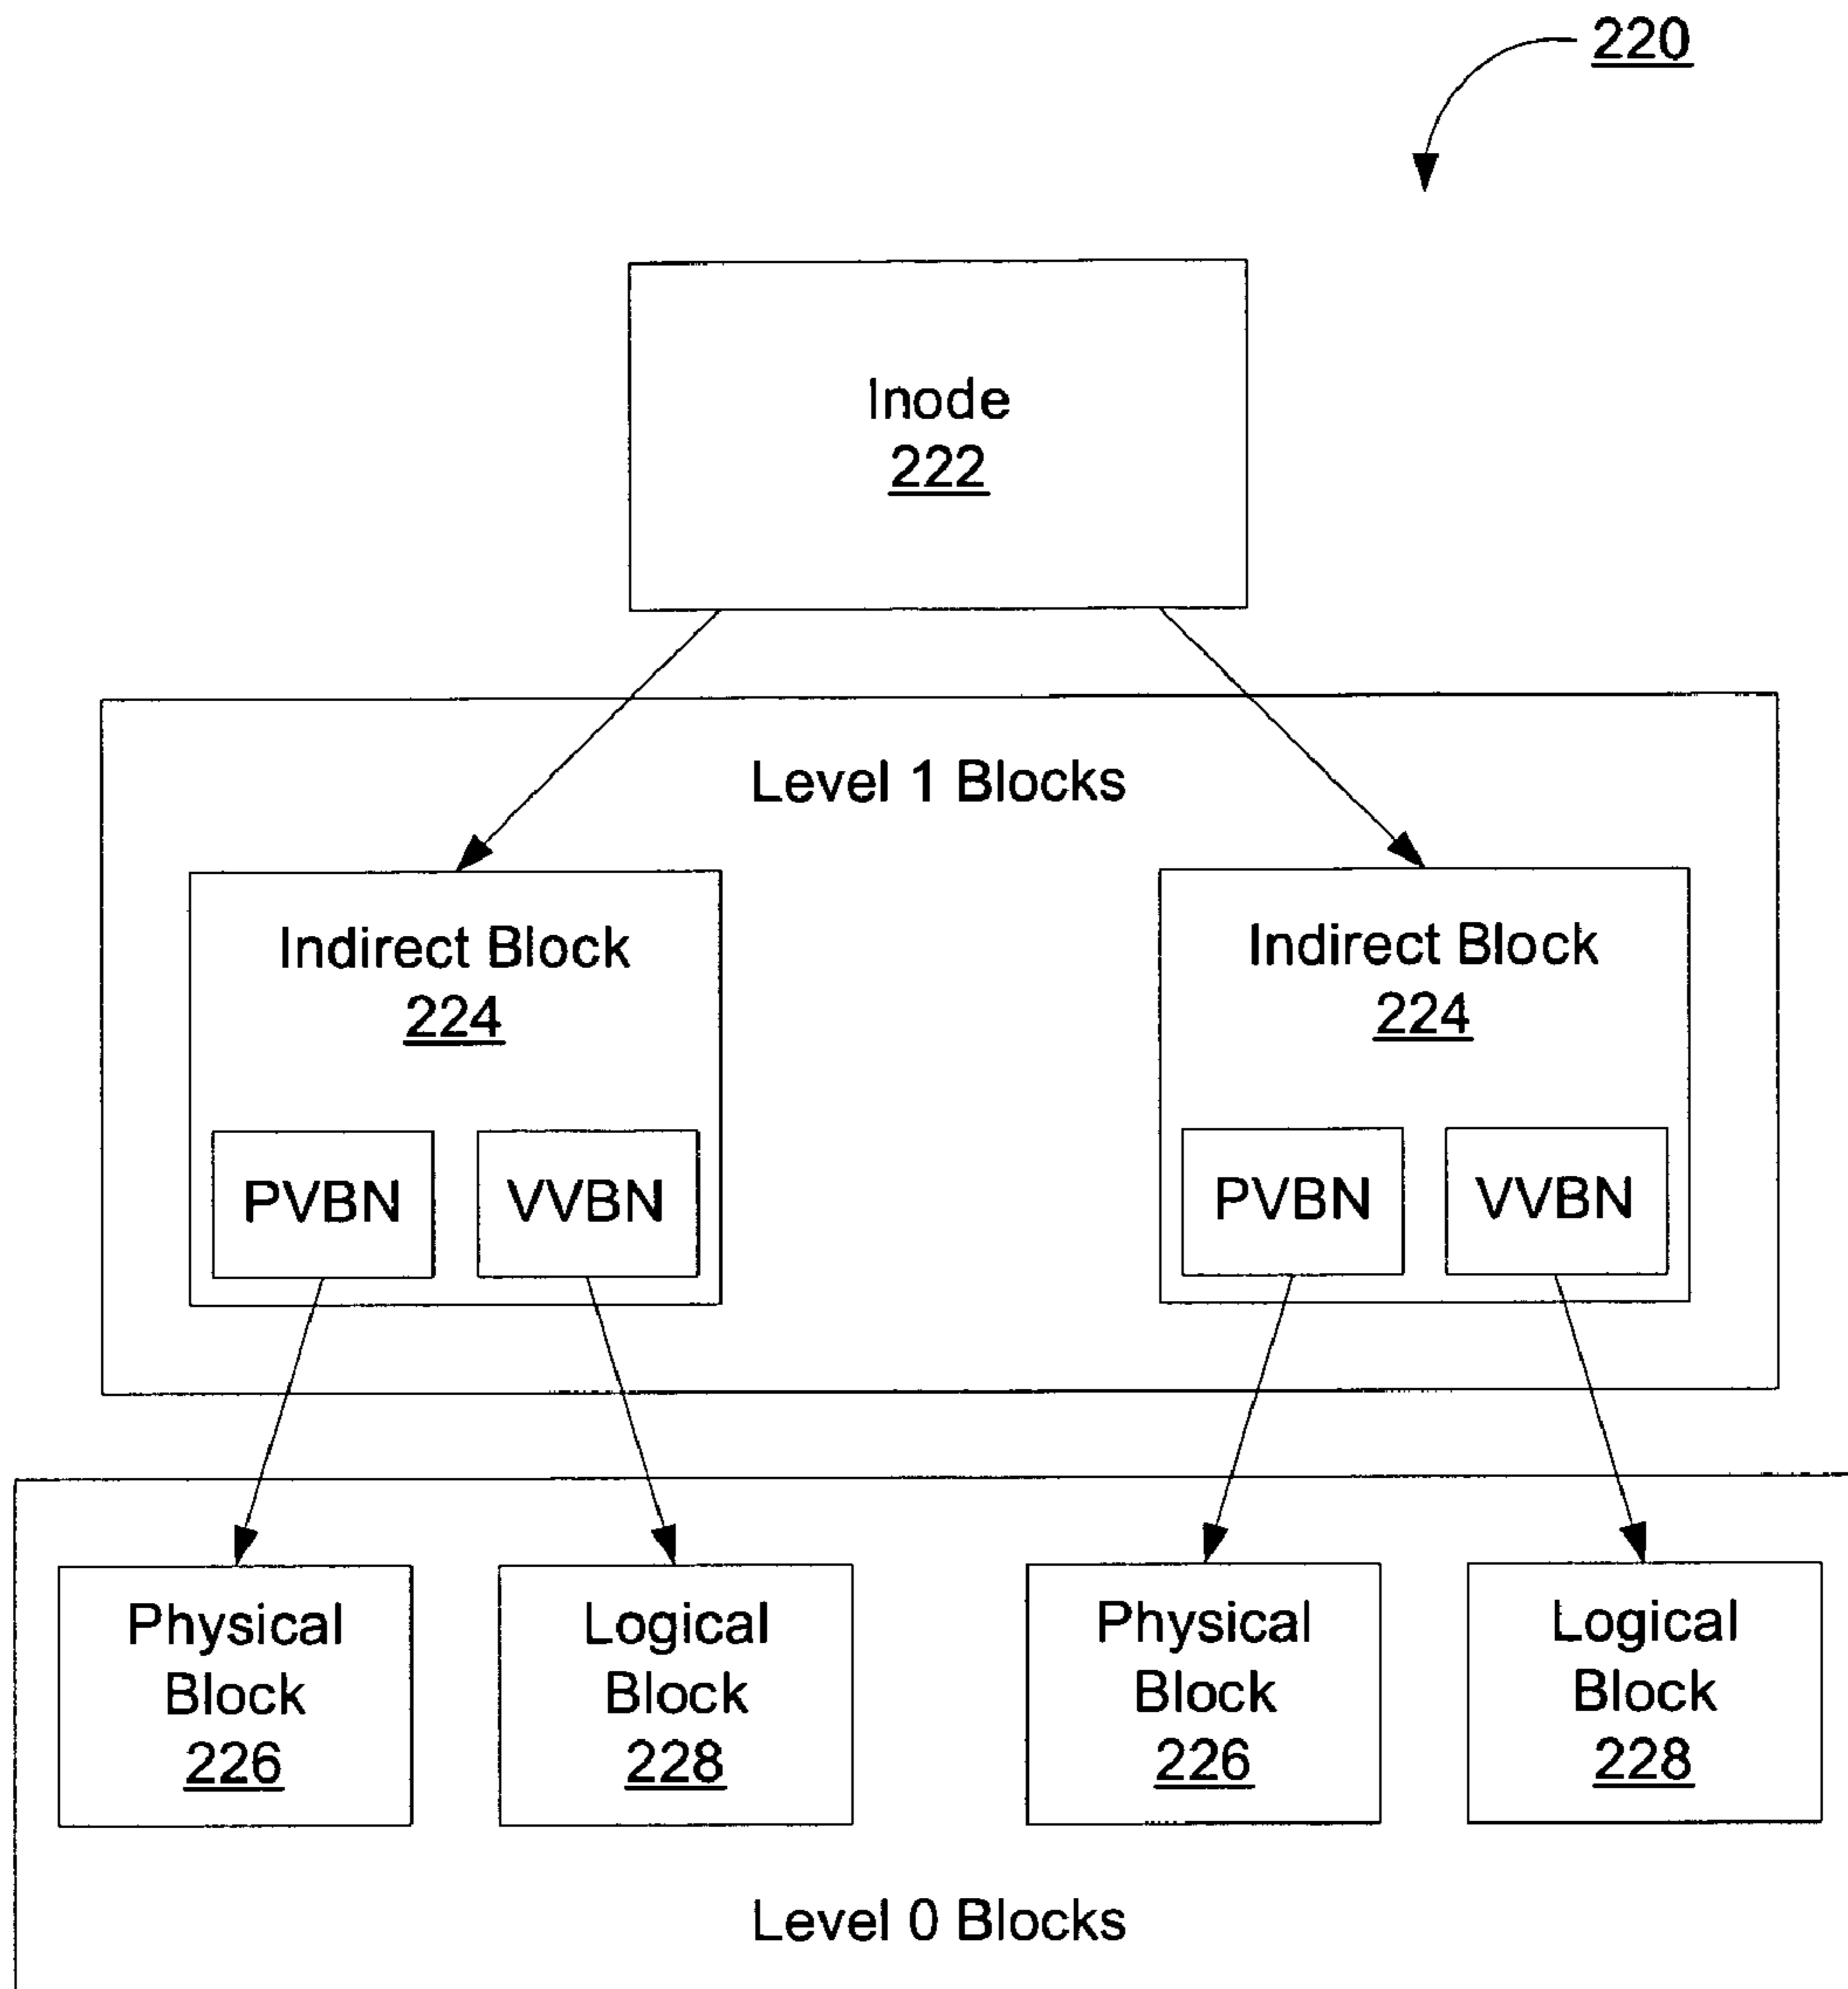 220
Inode
222
Level 1 Blocks
Indirect Block
224
Indirect Block
224
PVBN
VVBN
PVBN
VVBN
Physical
Block
226
Logical
Block
228
Physical
Block
226
Logical
Block
228
Level 0 Blocks